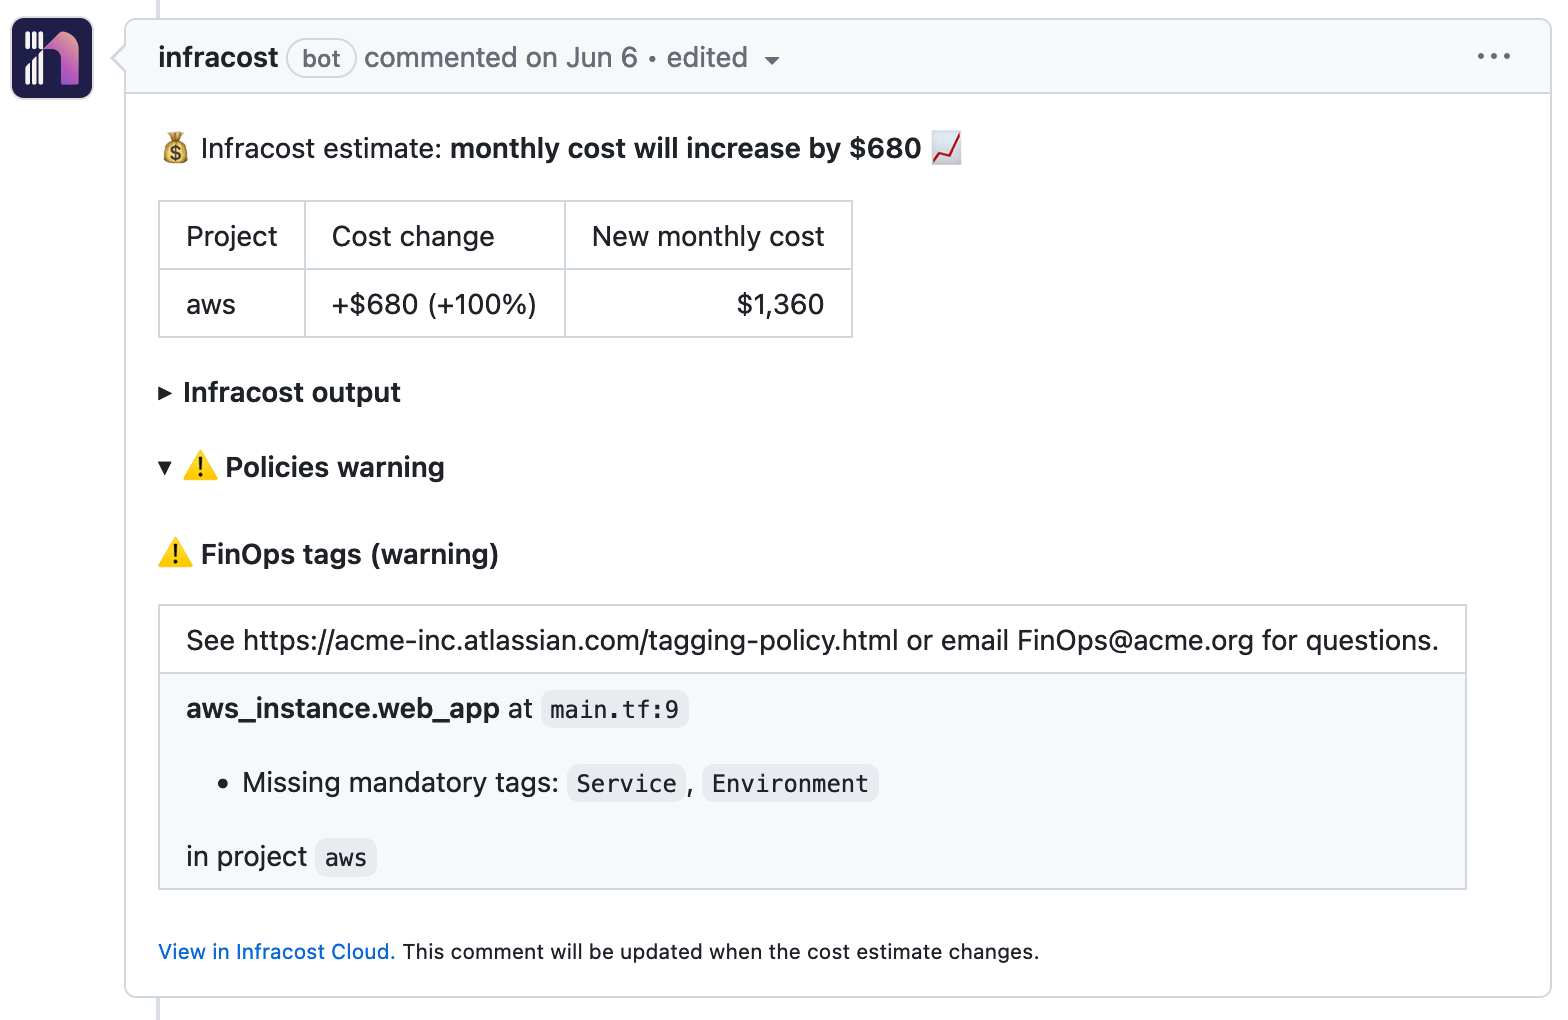 infracost bot commented on Jun 6 • edited
💰 Infracost estimate: monthly cost will increase by $680 📈
Project Cost change New monthly cost
aws +$680 (+100%) $1,360
Infracost output
⚠️ Policies warning
⚠️ FinOps tags (warning)
See https://acme-inc.atlassian.com/tagging-policy.html or email FinOps@acme.org for questions.
aws_instance.web_app at main.tf:9
• Missing mandatory tags: Service, Environment
in project aws
View in Infracost Cloud. This comment will be updated when the cost estimate changes.